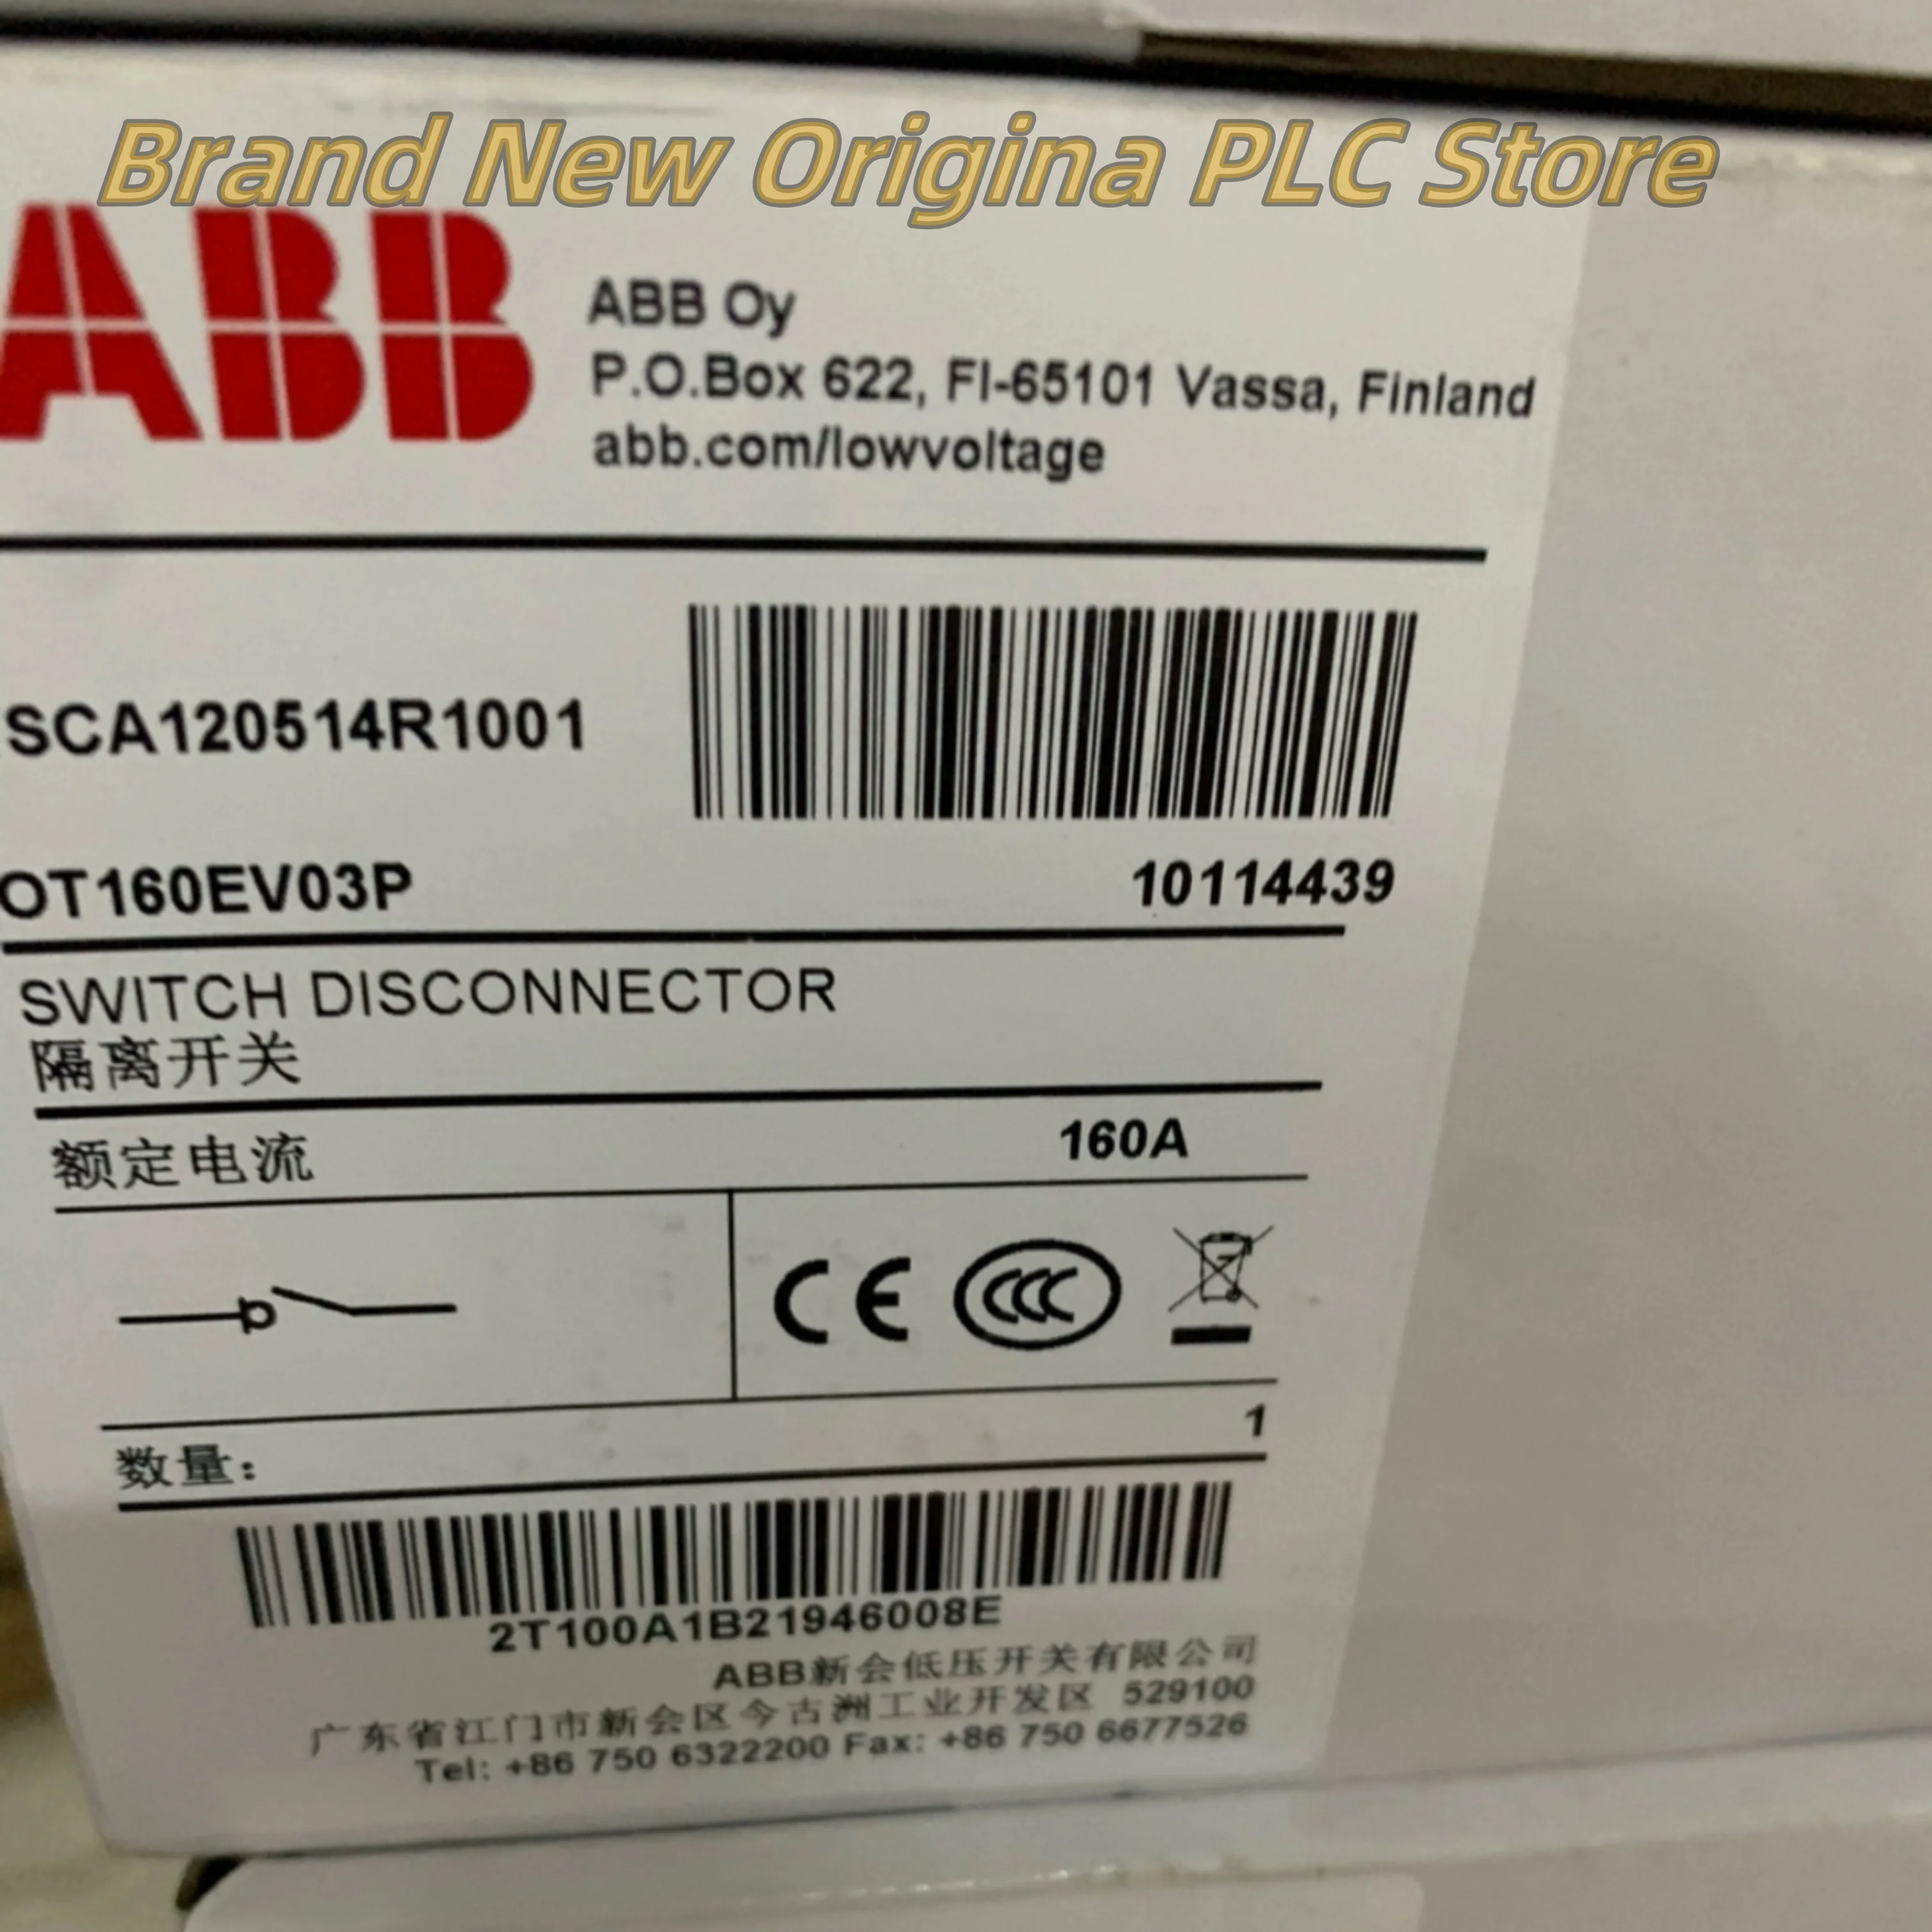 Brand New Origina PLC Store
ABB
ABB Oy
P.O.Box 622, FI-65101 Vassa, Finland
abb.com/lowvoltage
SCA120514R1001
OT160EV03P
10114439
SWITCH DISCONNECTOR
隔离开关
额定电流
160A
CE CCC
数量:
1
2T100A1B21946008E
ABB新会低压开关有限公司
广东省江门市新会区今古洲工业开发区 529100
Tel: +86 750 6322200 Fax: +86 750 6677526